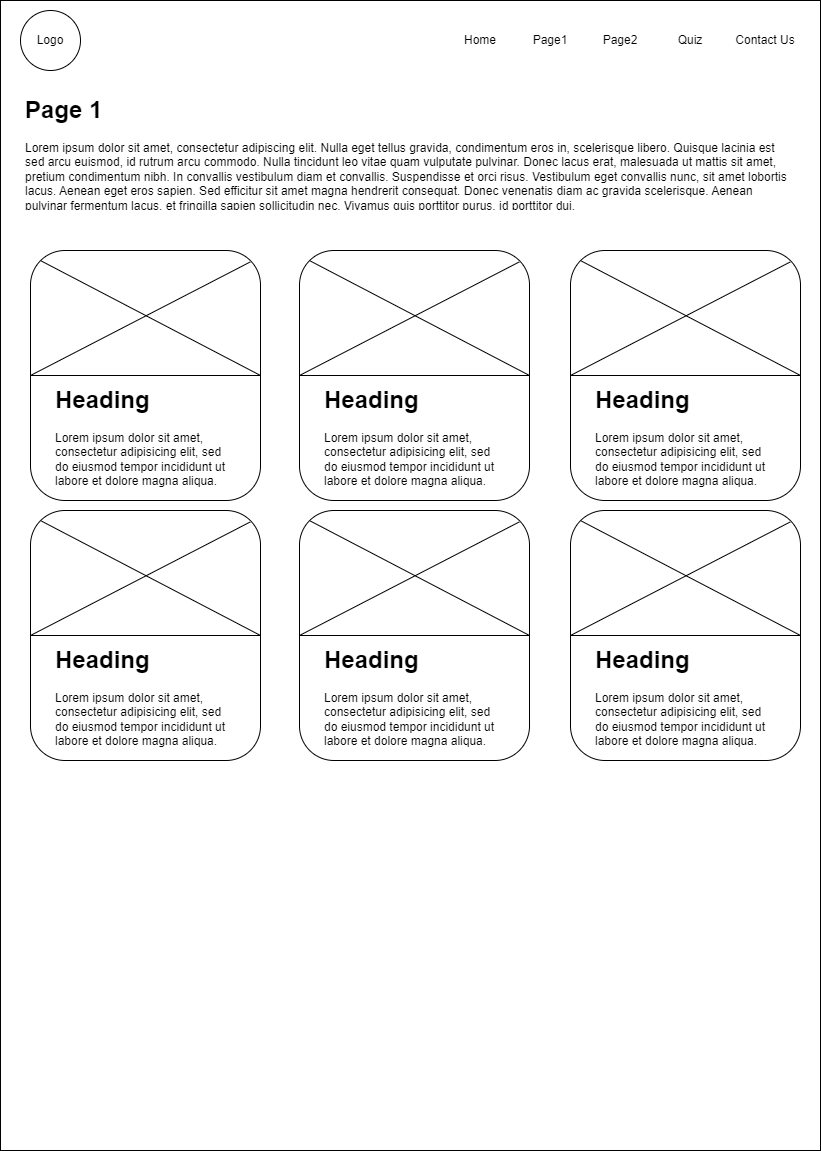 Logo
Home Page1 Page2 Quiz Contact Us
Page 1
Lorem ipsum dolor sit amet, consectetur adipiscing elit. Nulla eget tellus gravida, condimentum eros in, scelerisque libero. Quisque lacinia est
sed arcu euismod, id rutrum arcu commodo. Nulla tincidunt leo vitae quam vulputate pulvinar. Donec lacus erat, malesuada ut mattis sit amet,
pretium condimentum nibh. In convallis vestibulum diam et convallis. Suspendisse et orci risus. Vestibulum eget convallis nunc, sit amet lobortis
lacus. Aenean eget eros sapien. Sed efficitur sit amet magna hendrerit consequat. Donec venenatis diam ac gravida scelerisque. Aenean
pulvinar fermentum lacus, et fringilla sapien sollicitudin nec. Vivamus quis porttitor purus, id porttitor dui.
Heading
Lorem ipsum dolor sit amet,
consectetur adipisicing elit, sed
do eiusmod tempor incididunt ut
labore et dolore magna aliqua.
Heading
Lorem ipsum dolor sit amet,
consectetur adipisicing elit, sed
do eiusmod tempor incididunt ut
labore et dolore magna aliqua.
Heading
Lorem ipsum dolor sit amet,
consectetur adipisicing elit, sed
do eiusmod tempor incididunt ut
labore et dolore magna aliqua.
Heading
Lorem ipsum dolor sit amet,
consectetur adipisicing elit, sed
do eiusmod tempor incididunt ut
labore et dolore magna aliqua.
Heading
Lorem ipsum dolor sit amet,
consectetur adipisicing elit, sed
do eiusmod tempor incididunt ut
labore et dolore magna aliqua.
Heading
Lorem ipsum dolor sit amet,
consectetur adipisicing elit, sed
do eiusmod tempor incididunt ut
labore et dolore magna aliqua.